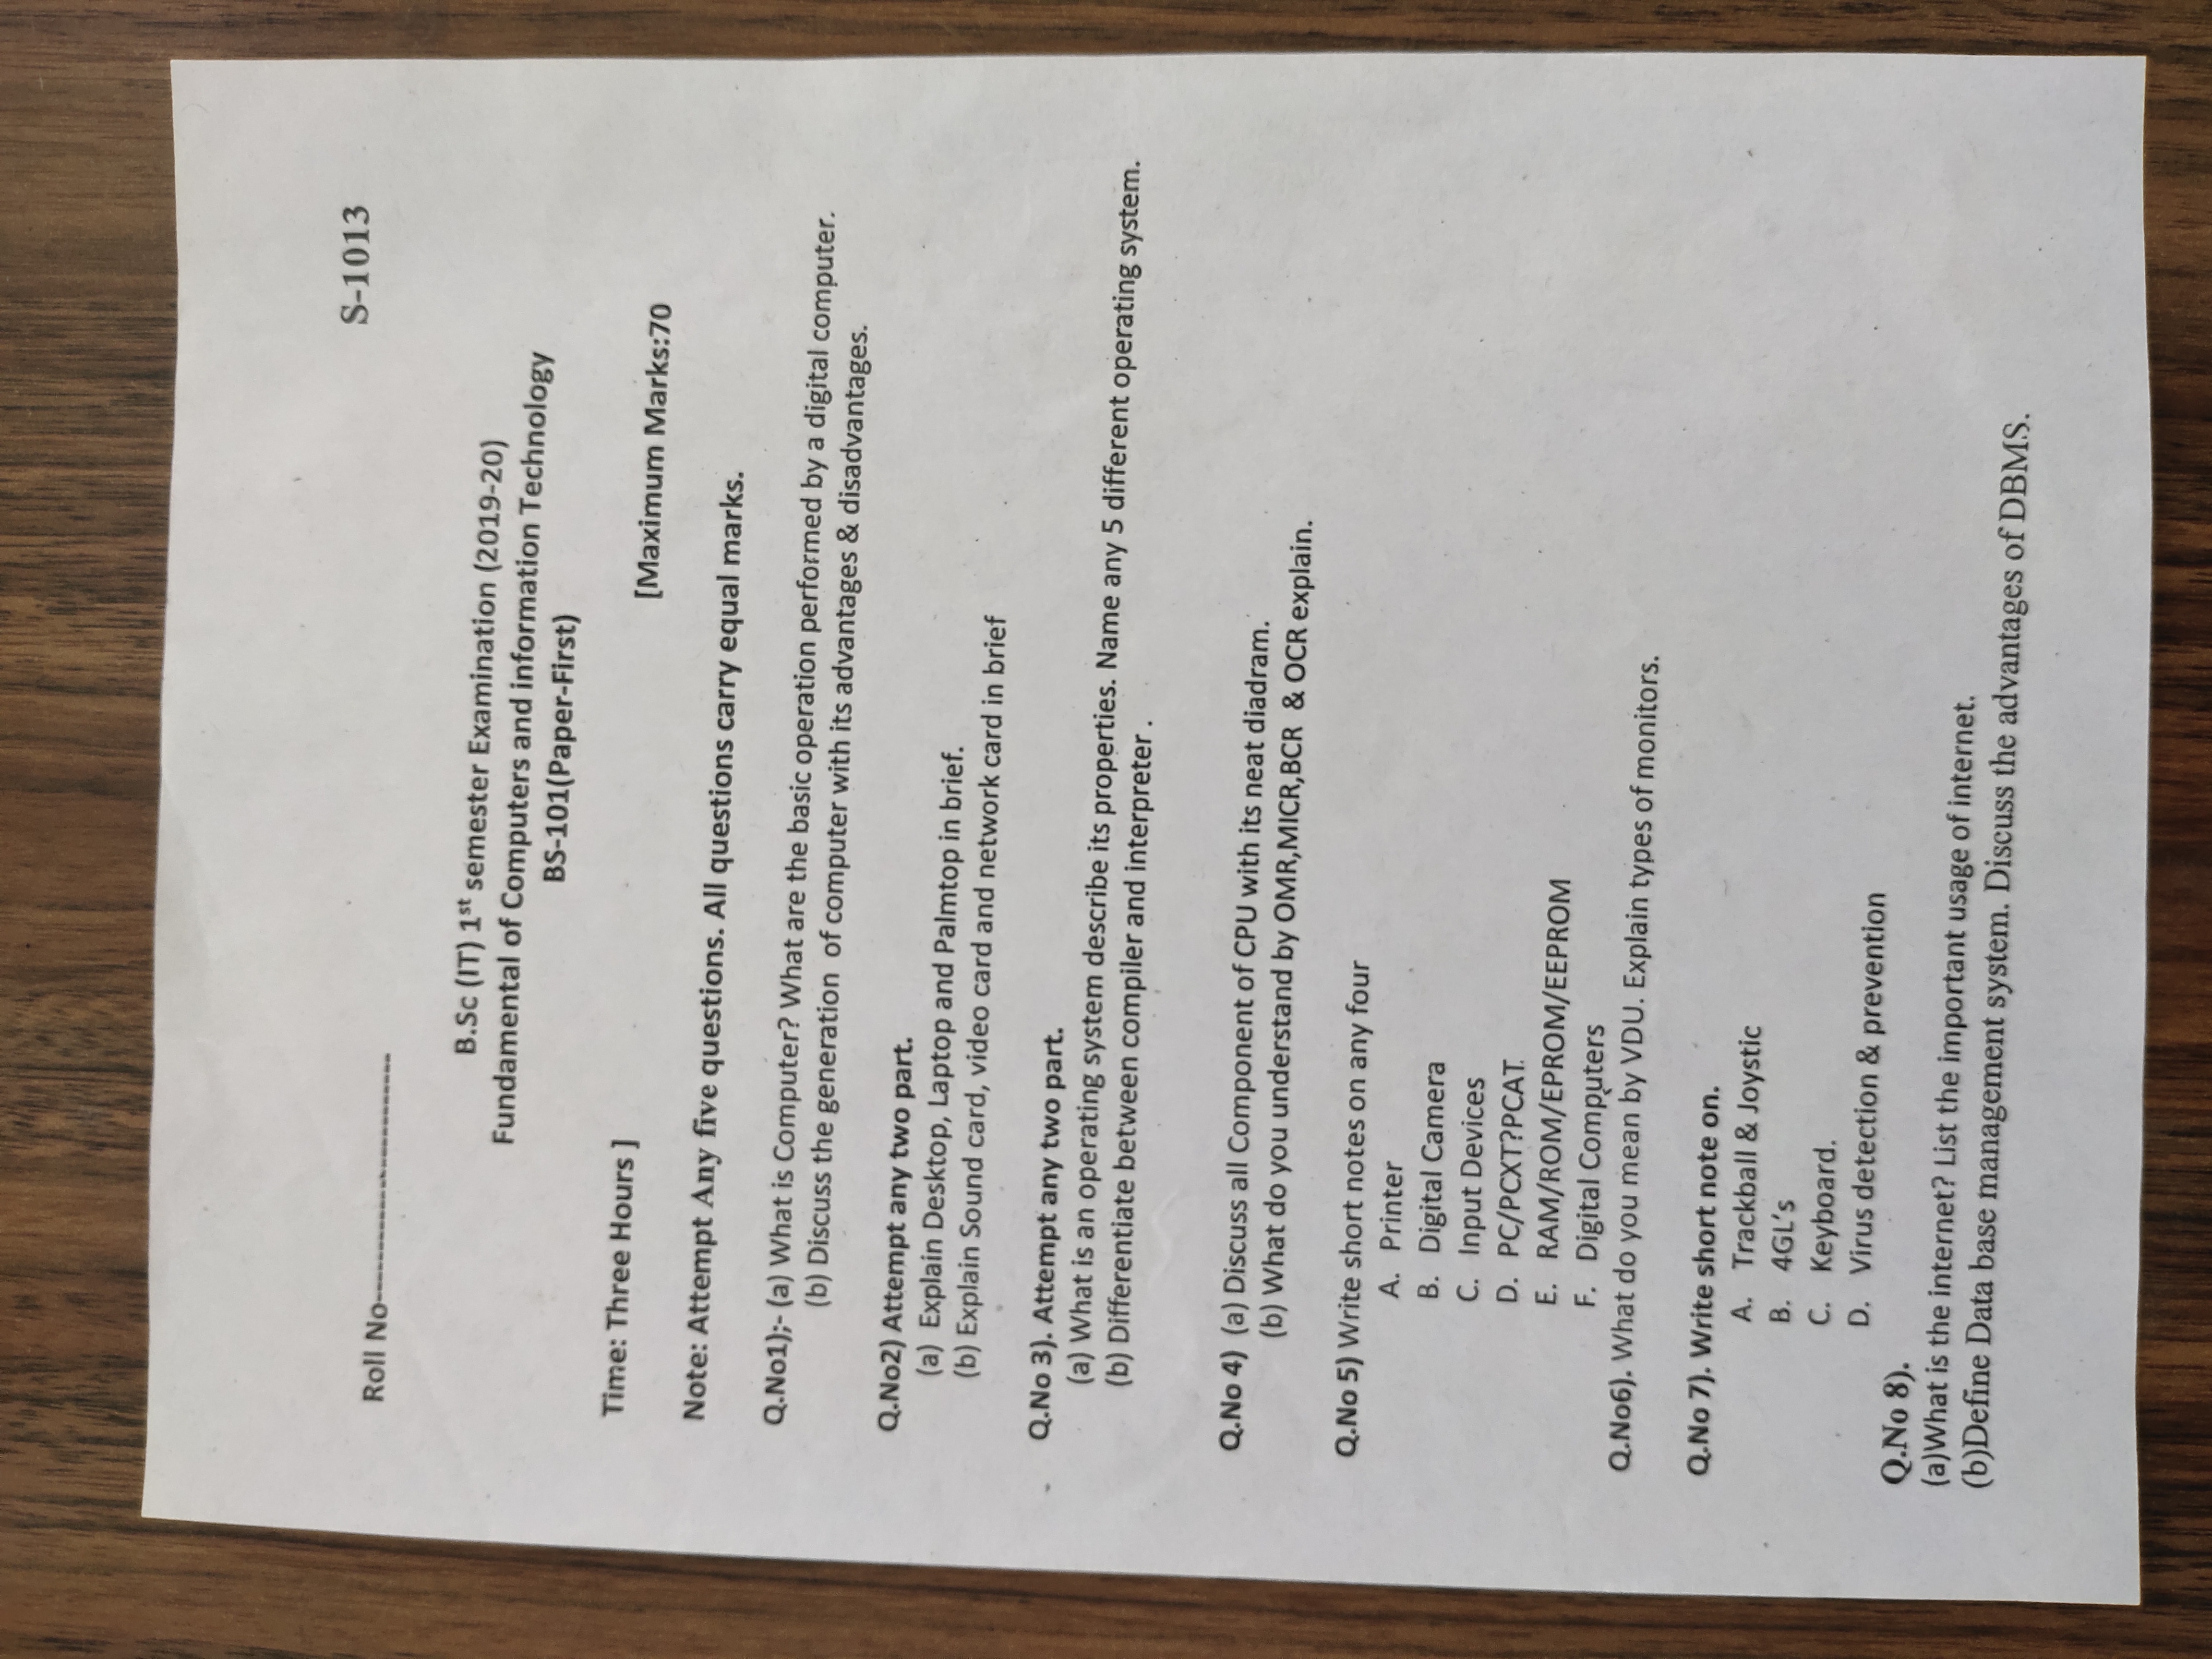 S-1013
Roll No------------------------
B.Sc (IT) 1st semester Examination (2019-20)
Fundamental of Computers and information Technology
BS-101(Paper-First)
Time: Three Hours ]
[Maximum Marks:70
Note: Attempt Any five questions. All questions carry equal marks.
Q.No1);- (a) What is Computer? What are the basic operation performed by a digital computer.
(b) Discuss the generation of computer with its advantages & disadvantages.
Q.No2) Attempt any two part.
(a) Explain Desktop, Laptop and Palmtop in brief.
(b) Explain Sound card, video card and network card in brief
Q.No 3). Attempt any two part.
(a) What is an operating system describe its properties. Name any 5 different operating system.
(b) Differentiate between compiler and interpreter .
Q.No 4) (a) Discuss all Component of CPU with its neat diadram.
(b) What do you understand by OMR,MICR,BCR & OCR explain.
Q.No 5) Write short notes on any four
A. Printer
B. Digital Camera
C. Input Devices
D. PC/PCXT?PCAT.
E. RAM/ROM/EPROM/EEPROM
F. Digital Computers
Q.No6). What do you mean by VDU. Explain types of monitors.
Q.No 7). Write short note on.
A. Trackball & Joystic
B. 4GL's
C. Keyboard.
D. Virus detection & prevention
Q.No 8).
(a)What is the internet? List the important usage of internet.
(b)Define Data base management system. Discuss the advantages of DBMS.